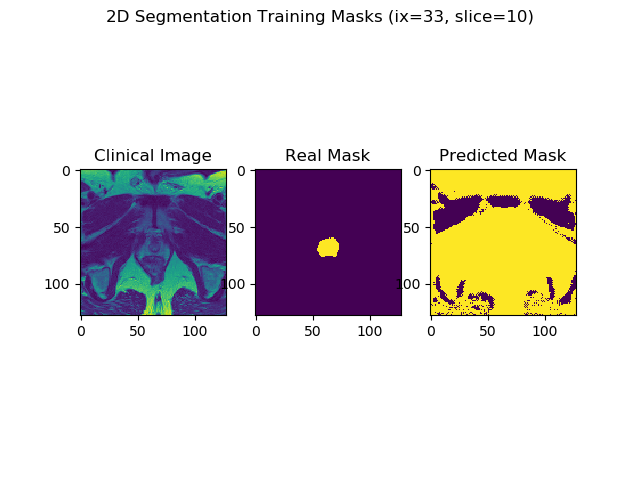 2D Segmentation Training Masks (ix=33, slice=10)
Clinical Image Real Mask Predicted Mask
0 0 0
50 50 50
100 100 100
0 50 100 0 50 100 0 50 100